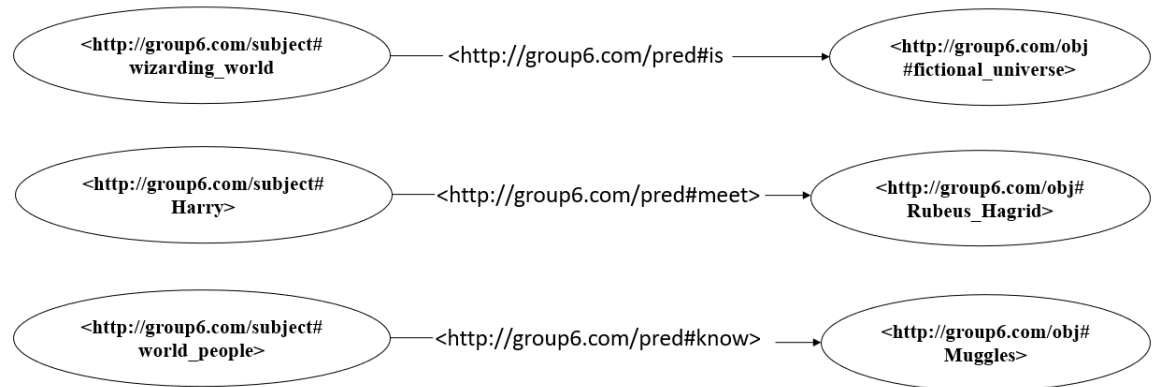 <http://group6.com/subject#
wizarding_world
<http://group6.com/pred#is
<http://group6.com/obj
#fictional_universe>
<http://group6.com/subject#
Harry>
<http://group6.com/pred#meet>
<http://group6.com/obj#
Rubeus_Hagrid>
<http://group6.com/subject#
world_people>
<http://group6.com/pred#know>
<http://group6.com/obj#
Muggles>